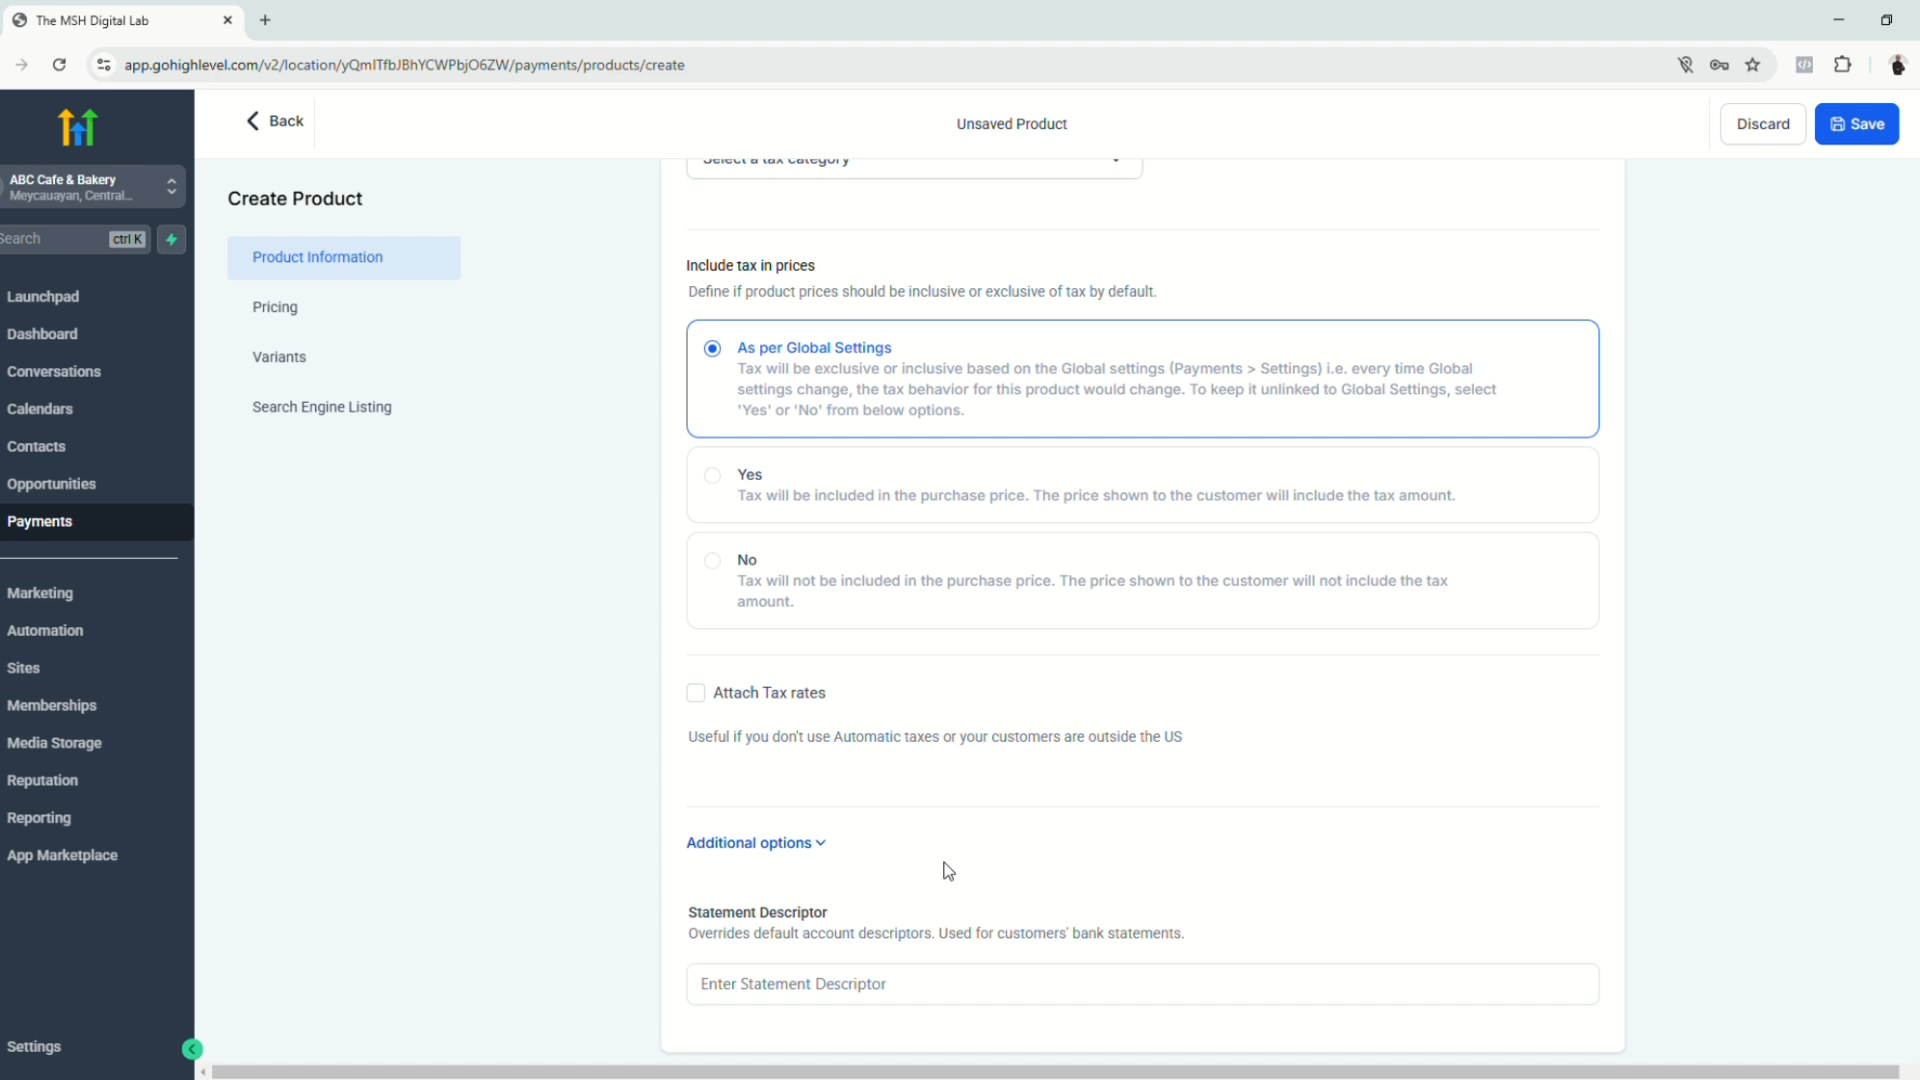 The MSH Digital Lab
app.gohighlevel.com/v2/location/yQmlTfbJBhYCWPbjO6ZW/payments/products/create
Back
Unsaved Product
Discard
Save
ABC Cafe & Bakery
Meycauayan, Central...
Search
ctrl K
Launchpad
Dashboard
Conversations
Calendars
Contacts
Opportunities
Payments
Marketing
Automation
Sites
Memberships
Media Storage
Reputation
Reporting
App Marketplace
Settings
Create Product
Product Information
Pricing
Variants
Search Engine Listing
Select a tax category
Include tax in prices
Define if product prices should be inclusive or exclusive of tax by default.
As per Global Settings
Tax will be exclusive or inclusive based on the Global settings (Payments > Settings) i.e. every time Global
settings change, the tax behavior for this product would change. To keep it unlinked to Global Settings, select
'Yes' or 'No' from below options.
Yes
Tax will be included in the purchase price. The price shown to the customer will include the tax amount.
No
Tax will not be included in the purchase price. The price shown to the customer will not include the tax
amount.
Attach Tax rates
Useful if you don't use Automatic taxes or your customers are outside the US
Additional options
Statement Descriptor
Overrides default account descriptors. Used for customers' bank statements.
Enter Statement Descriptor